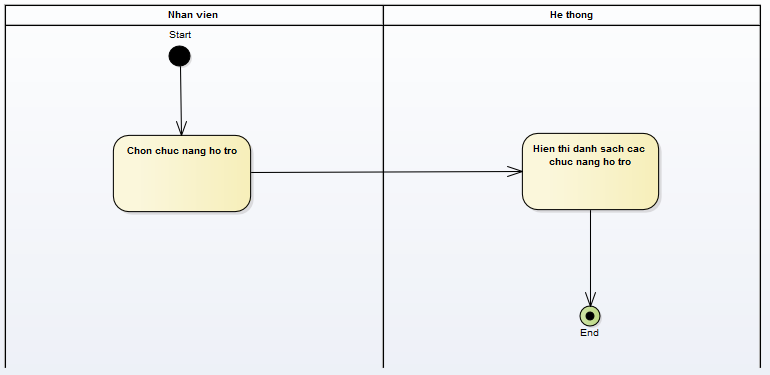 Nhan vien
He thong
Start
Chon chuc nang ho tro
Hien thi danh sach cac
chuc nang ho tro
End